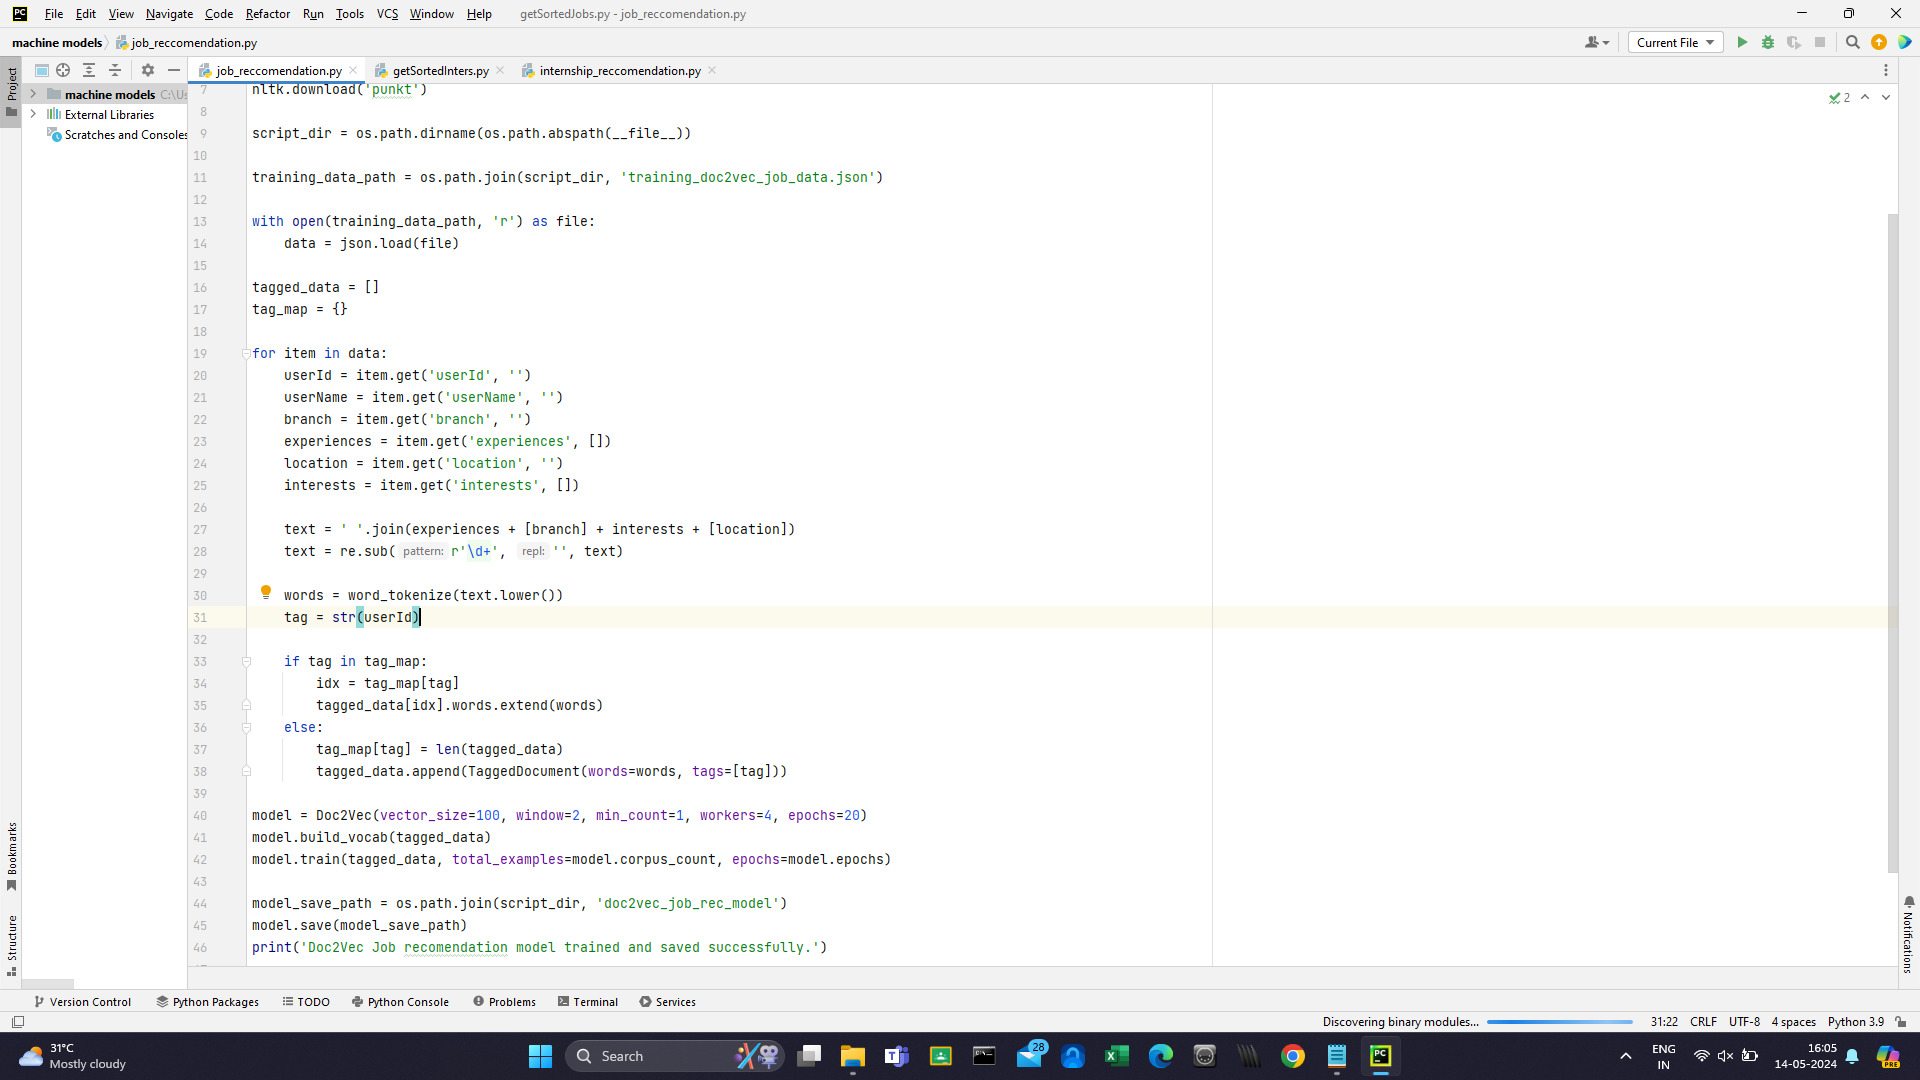 PC File Edit View Navigate Code Refactor Run Tools VCS Window Help getSortedJobs.py - job_reccomendation.py
machine models job_reccomendation.py Current File
Project job_reccomendation.py getSortedInters.py internship_reccomendation.py
machine models C:\Us
External Libraries
Scratches and Consoles
2
7 nltk.download('punkt')
8
9 script_dir = os.path.dirname(os.path.abspath(__file__))
10
11 training_data_path = os.path.join(script_dir, 'training_doc2vec_job_data.json')
12
13 with open(training_data_path, 'r') as file:
14     data = json.load(file)
15
16 tagged_data = []
17 tag_map = {}
18
19 for item in data:
20     userId = item.get('userId', '')
21     userName = item.get('userName', '')
22     branch = item.get('branch', '')
23     experiences = item.get('experiences', [])
24     location = item.get('location', '')
25     interests = item.get('interests', [])
26
27     text = ' '.join(experiences + [branch] + interests + [location])
28     text = re.sub( pattern: r'\d+', repl: '', text)
29
30     words = word_tokenize(text.lower())
31     tag = str(userId)
32
33     if tag in tag_map:
34         idx = tag_map[tag]
35         tagged_data[idx].words.extend(words)
36     else:
37         tag_map[tag] = len(tagged_data)
38         tagged_data.append(TaggedDocument(words=words, tags=[tag]))
39
40 model = Doc2Vec(vector_size=100, window=2, min_count=1, workers=4, epochs=20)
41 model.build_vocab(tagged_data)
42 model.train(tagged_data, total_examples=model.corpus_count, epochs=model.epochs)
43
44 model_save_path = os.path.join(script_dir, 'doc2vec_job_rec_model')
45 model.save(model_save_path)
46 print('Doc2Vec Job recomendation model trained and saved successfully.')
Bookmarks
Structure
Notifications
Version Control Python Packages TODO Python Console Problems Terminal Services
Discovering binary modules... 31:22 CRLF UTF-8 4 spaces Python 3.9
31°C
Mostly cloudy
Search
28
PC
ENG
IN
16:05
14-05-2024
PRE